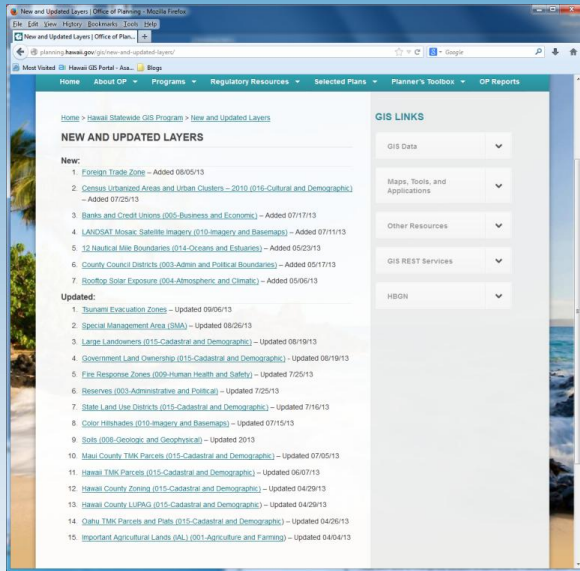 New and Updated Layers | Office of Planning - Mozilla Firefox
File Edit View History Bookmarks Tools Help
New and Updated Layers | Office of Plan... +
planning.hawaii.gov/gis/new-and-updated-layers/
Google
Most Visited Hawaii GIS Portal - Asa... Blogs
Home About OP Programs Regulatory Resources Selected Plans Planner's Toolbox OP Reports
Home > Hawaii Statewide GIS Program > New and Updated Layers
NEW AND UPDATED LAYERS
New:
1. Foreign Trade Zone – Added 08/05/13
2. Census Urbanized Areas and Urban Clusters – 2010 (016-Cultural and Demographic)
– Added 07/25/13
3. Banks and Credit Unions (005-Business and Economic) – Added 07/17/13
4. LANDSAT Mosaic Satellite Imagery (010-Imagery and Basemaps) – Added 07/11/13
5. 12 Nautical Mile Boundaries (014-Oceans and Estuaries) – Added 05/23/13
6. County Council Districts (003-Admin and Political Boundaries) – Added 05/17/13
7. Rooftop Solar Exposure (004-Atmospheric and Climatic) – Added 05/06/13
Updated:
1. Tsunami Evacuation Zones – Updated 09/06/13
2. Special Management Area (SMA) – Updated 08/26/13
3. Large Landowners (015-Cadastral and Demographic) – Updated 08/19/13
4. Government Land Ownership (015-Cadastral and Demographic) - Updated 08/19/13
5. Fire Response Zones (009-Human Health and Safety) – Updated 7/25/13
6. Reserves (003-Administrative and Political) – Updated 7/25/13
7. State Land Use Districts (015-Cadastral and Demographic) – Updated 7/16/13
8. Color Hillshades (010-Imagery and Basemaps) – Updated 07/15/13
9. Soils (008-Geologic and Geophysical) – Updated 2013
10. Maui County TMK Parcels (015-Cadastral and Demographic) – Updated 07/05/13
11. Hawaii TMK Parcels (015-Cadastral and Demographic) – Updated 06/07/13
12. Hawaii County Zoning (015-Cadastral and Demographic) – Updated 04/29/13
13. Hawaii County LUPAG (015-Cadastral and Demographic) – Updated 04/29/13
14. Oahu TMK Parcels and Plats (015-Cadastral and Demographic) – Updated 04/26/13
15. Important Agricultural Lands (IAL) (001-Agriculture and Farming) – Updated 04/04/13
GIS LINKS
GIS Data
Maps, Tools, and
Applications
Other Resources
GIS REST Services
HBGN